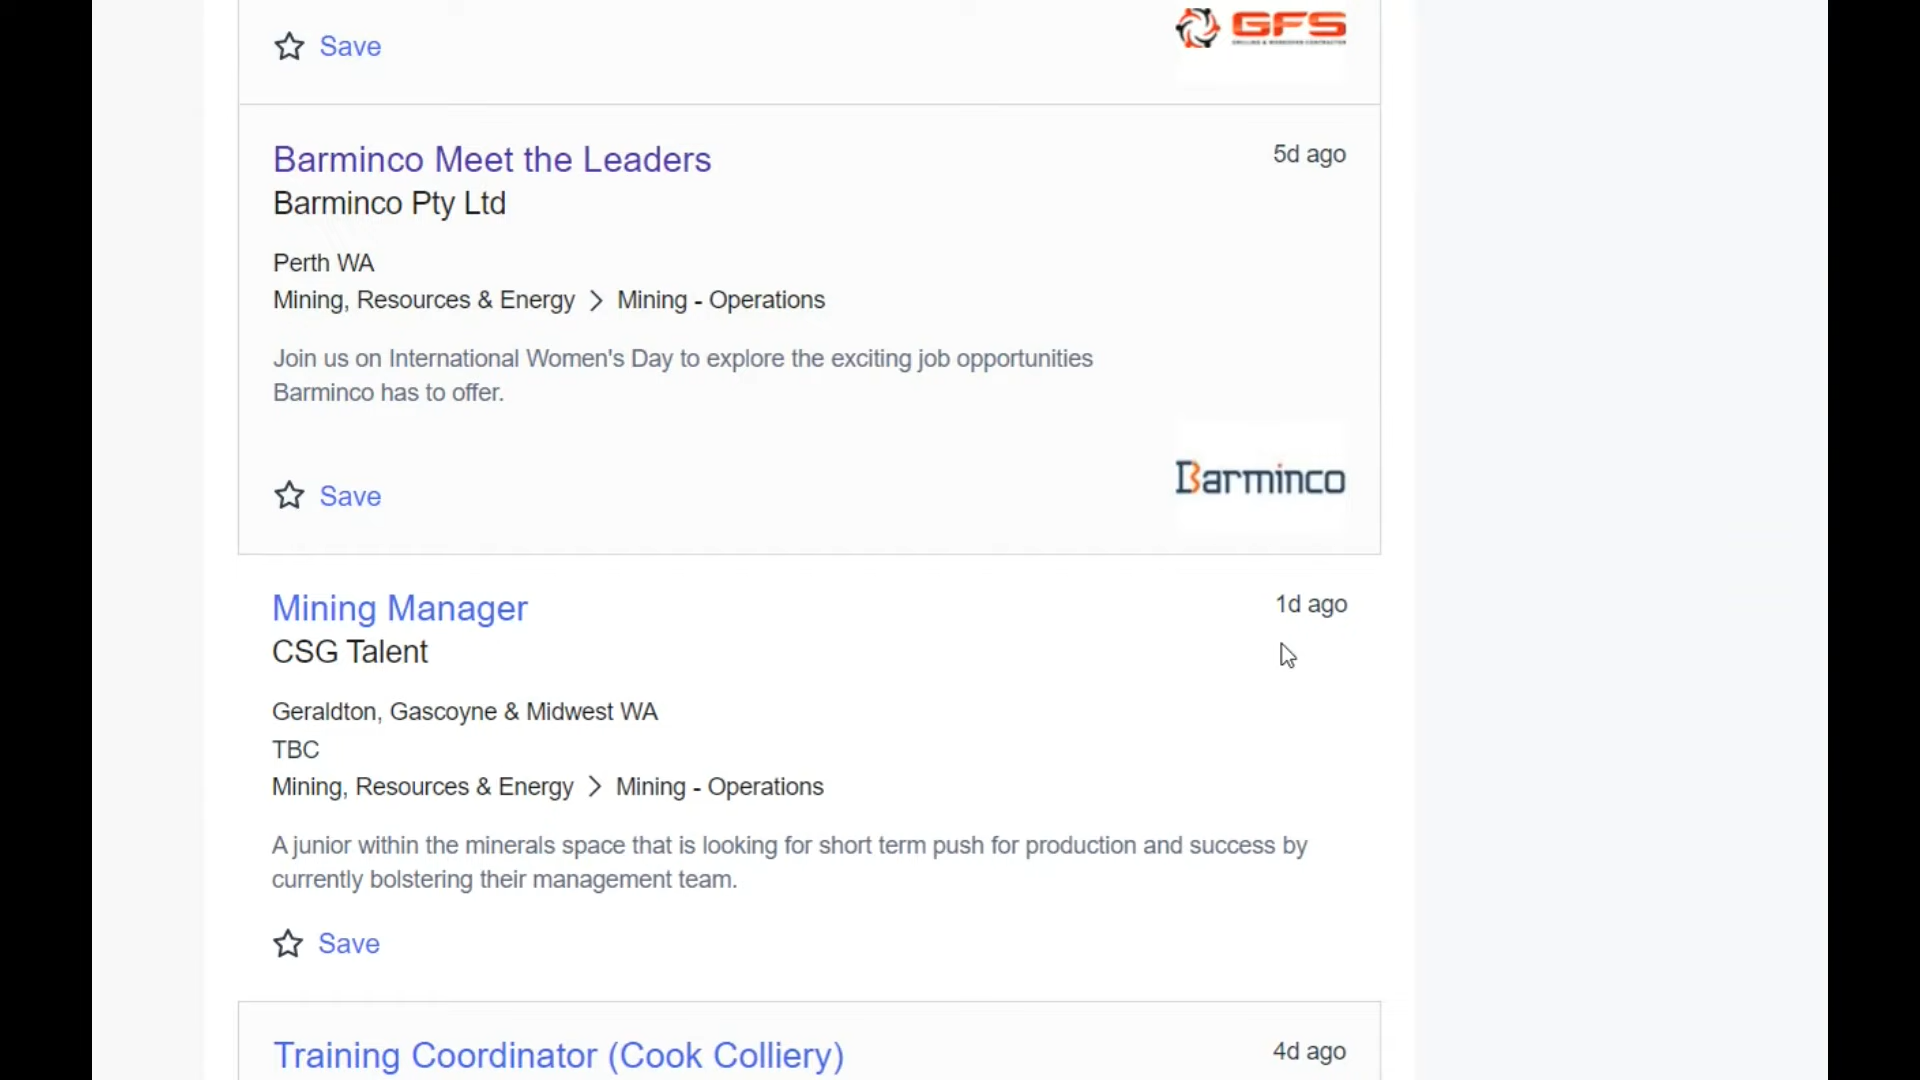 GFS
Save
Barminco Meet the Leaders
5d ago
Barminco Pty Ltd
Perth WA
Mining, Resources & Energy > Mining - Operations
Join us on International Women's Day to explore the exciting job opportunities
Barminco has to offer.
Barminco
Save
Mining Manager
1d ago
CSG Talent
Geraldton, Gascoyne & Midwest WA
TBC
Mining, Resources & Energy > Mining - Operations
A junior within the minerals space that is looking for short term push for production and success by
currently bolstering their management team.
Save
Training Coordinator (Cook Colliery)
4d ago